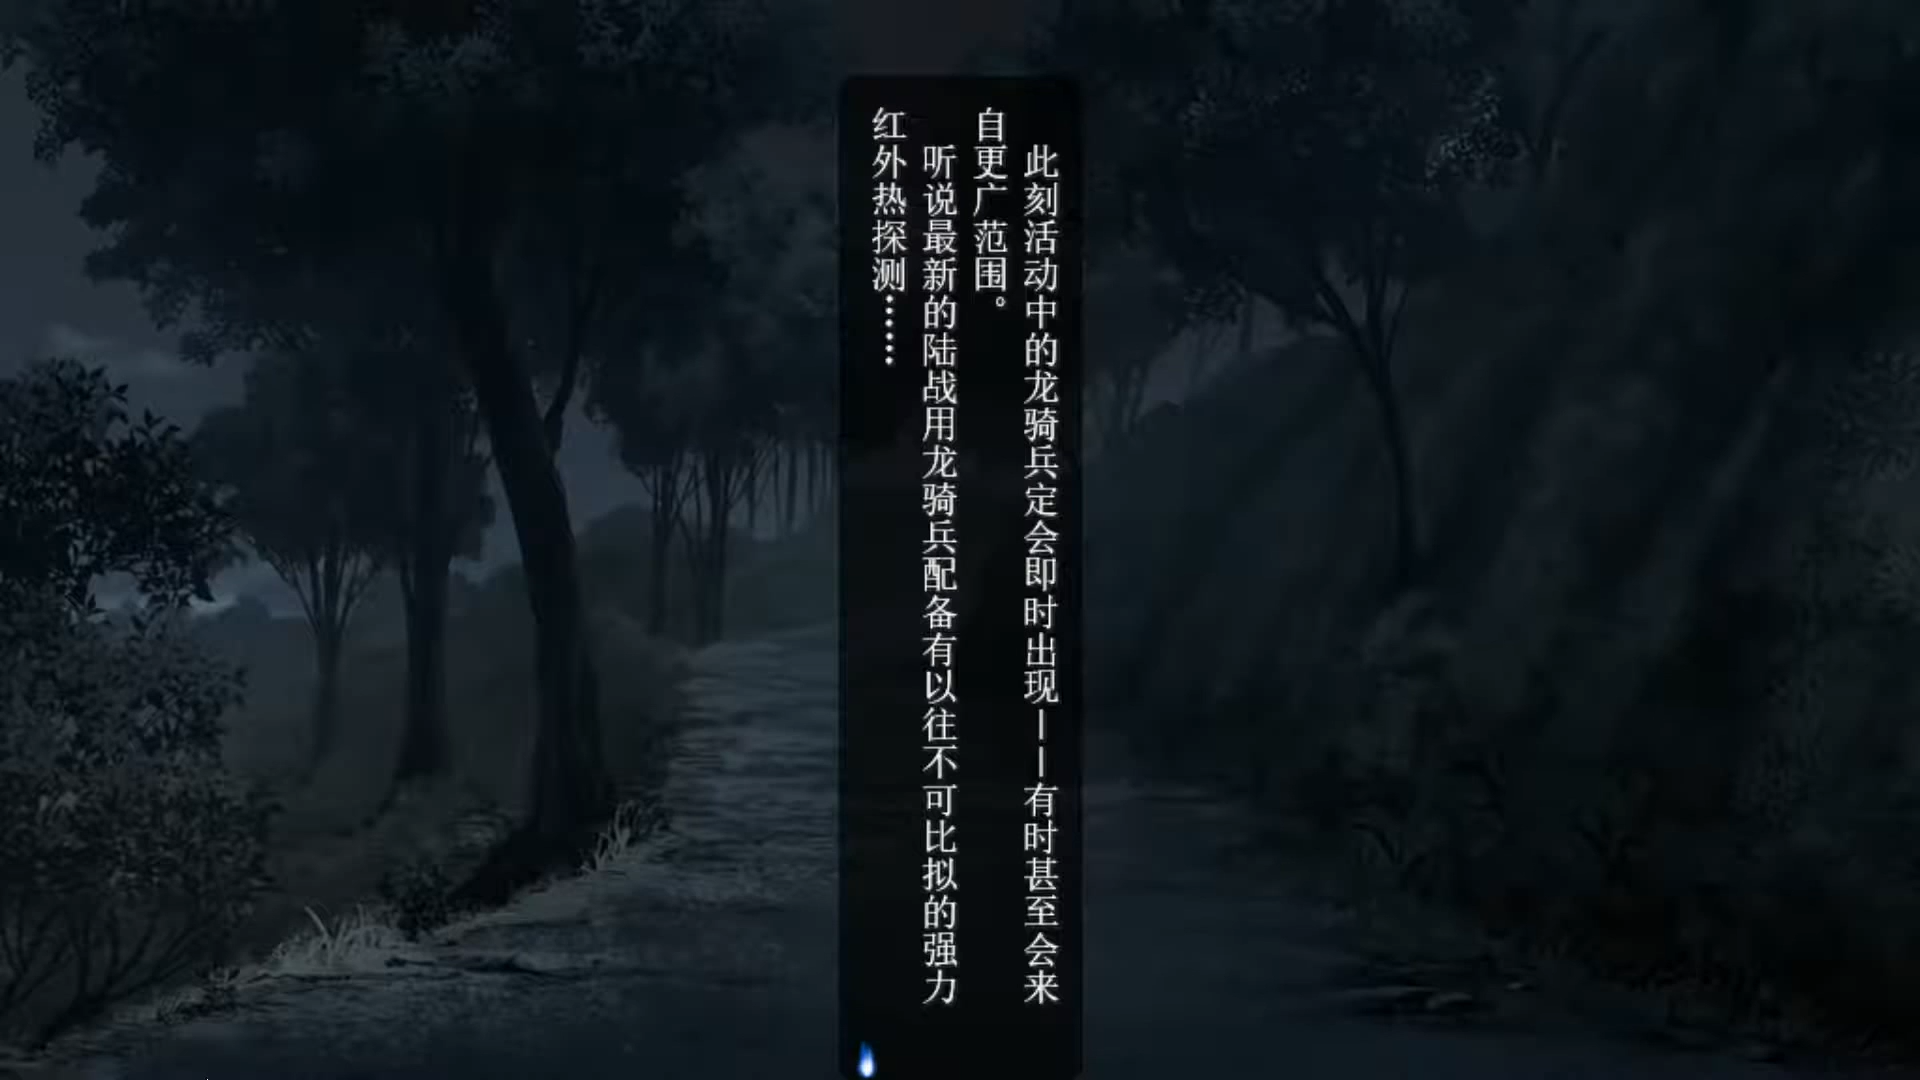 此刻活动中的龙骑兵定会即时出现——有时甚至会来
自更广范围。
听说最新的陆战用龙骑兵配备有以往不可比拟的强力
红外热探测……